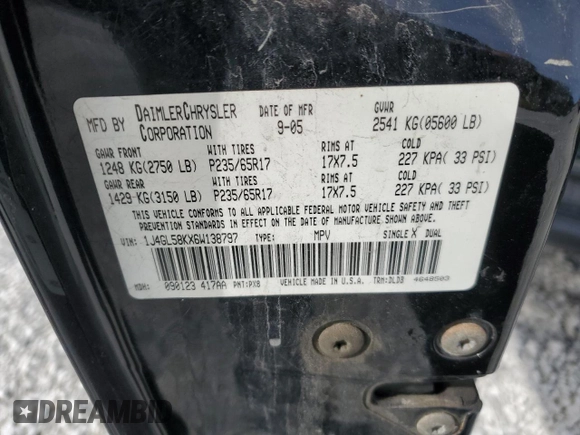 MFD BY DAIMLERCHRYSLER CORPORATION DATE OF MFR 9-05 GVWR 2541 KG(05600 LB)
GAWR FRONT WITH TIRES RIMS AT COLD
1248 KG(2750 LB) P235/65R17 17X7.5 227 KPA( 33 PSI)
GAWR REAR WITH TIRES RIMS AT COLD
1429 KG(3150 LB) P235/65R17 17X7.5 227 KPA( 33 PSI)
THIS VEHICLE CONFORMS TO ALL APPLICABLE FEDERAL MOTOR VEHICLE SAFETY AND
THEFT PREVENTION STANDARDS IN EFFECT ON THE DATE OF MANUFACTURE SHOWN ABOVE.
VIN: 1J4GL58KX6W138797 TYPE: MPV SINGLE X DUAL
MDH: 090123 417AA PNT:PX8 VEHICLE MADE IN U.S.A. TRM:DLDB
DREAMBID